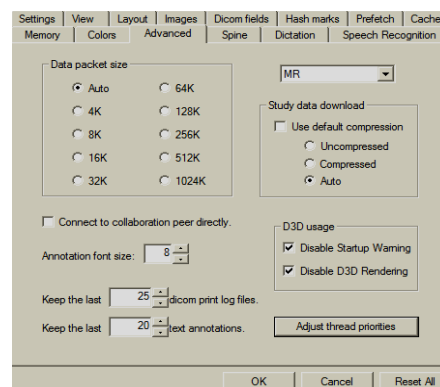 Settings View Layout Images Dicom fields Hash marks Prefetch Cache
Memory Colors Advanced Spine Dictation Speech Recognition
Data packet size
Auto 64K
4K 128K
8K 256K
16K 512K
32K 1024K
MR
Study data download
Use default compression
Uncompressed
Compressed
Auto
Connect to collaboration peer directly.
Annotation font size: 8
D3D usage
Disable Startup Warning
Disable D3D Rendering
Keep the last 25 dicom print log files.
Keep the last 20 text annotations.
Adjust thread priorities
OK Cancel Reset All